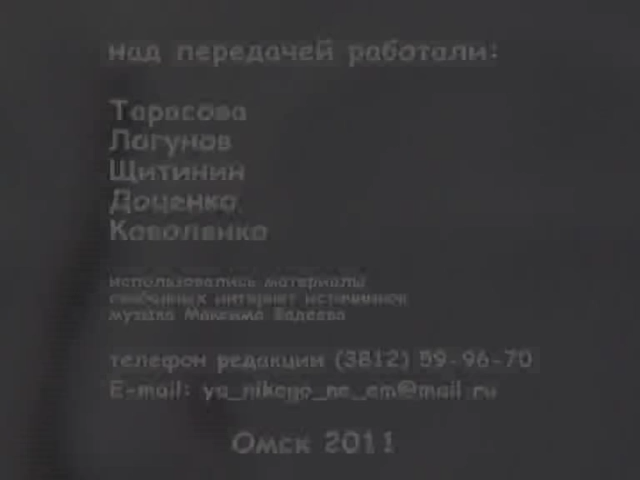 над передачей работали:
Тарасова
Лагунов
Щитинин
Доценко
Коваленко
использовались материалы
свободных интернет источников
музыка Максима Фадеева
телефон редакции (3812) 59-96-70
E-mail: ya_nikogo_ne_em@mail.ru
Омск 2011